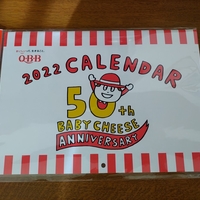 QBB
2022 CALENDAR
50th
BABY CHEESE
ANNIVERSARY